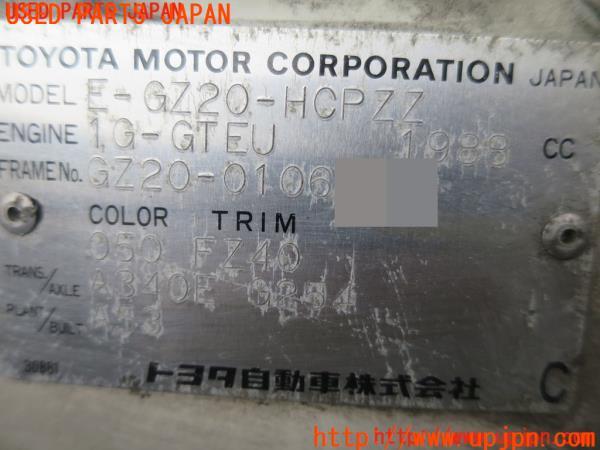 USED PARTS JAPAN
TOYOTA MOTOR CORPORATION JAPAN
MODEL E-GZ20-HCPZZ
ENGINE 1G-GTEU 1988 CC
FRAME No. GZ20-0106
COLOR TRIM
050 FZ40
TRANS./AXLE A340E G284
PLANT/BUILT
30881
トヨタ自動車株式会社 C
http://www.upjpn.com